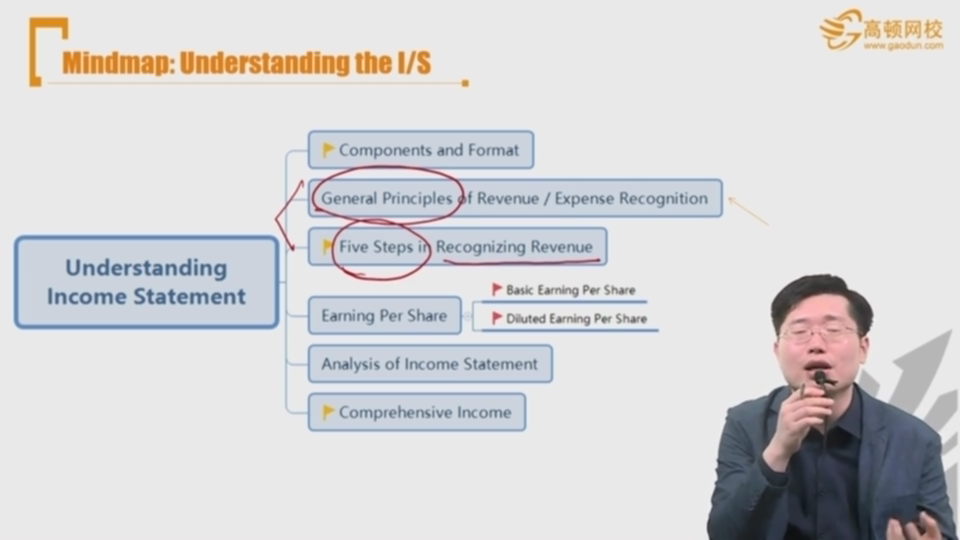 Mindmap: Understanding the I/S
高顿网校
www.gaodun.com
Components and Format
General Principles of Revenue / Expense Recognition
Five Steps in Recognizing Revenue
Understanding
Income Statement
Basic Earning Per Share
Earning Per Share
Diluted Earning Per Share
Analysis of Income Statement
Comprehensive Income